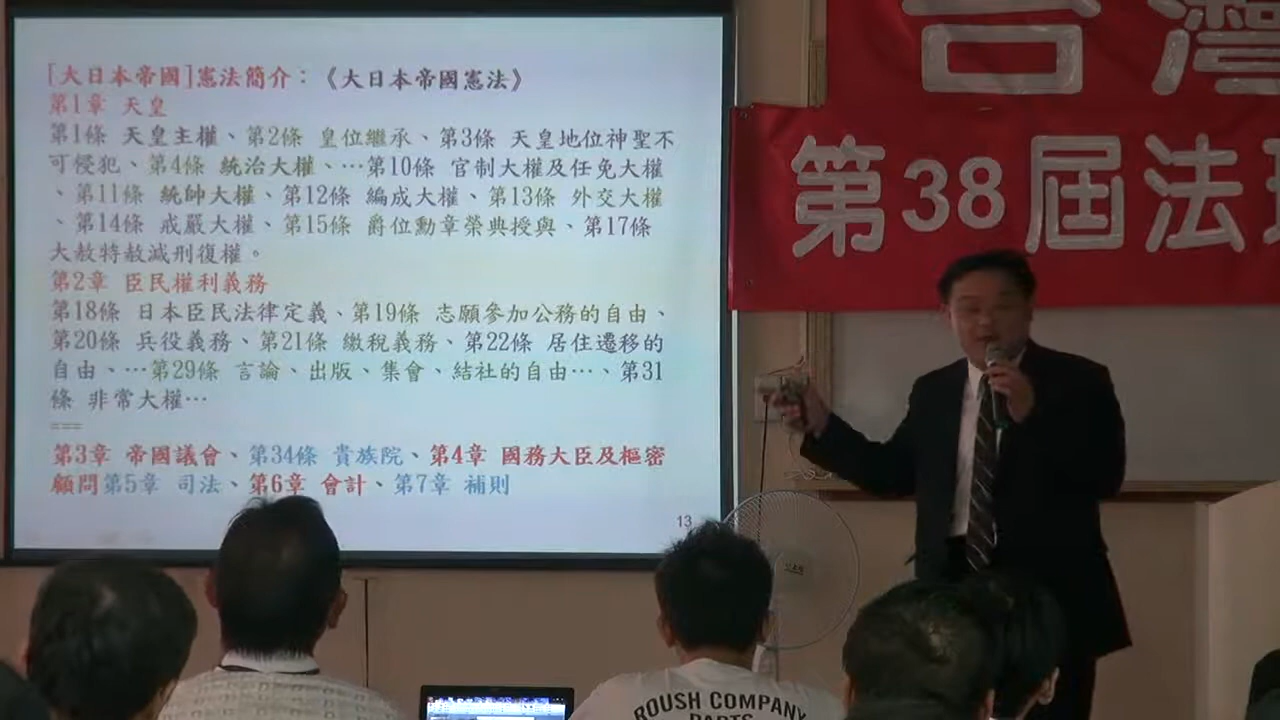 [大日本帝國]憲法簡介：《大日本帝國憲法》
第1章 天皇
第1條 天皇主權、第2條 皇位繼承、第3條 天皇地位神聖不
可侵犯、第4條 統治大權、…第10條 官制大權及任免大權
、第11條 統帥大權、第12條 編成大權、第13條 外交大權
、第14條 戒嚴大權、第15條 爵位勳章榮典授與、第17條
大赦特赦減刑復權。
第2章 臣民權利義務
第18條 日本臣民法律定義、第19條 志願參加公務的自由、
第20條 兵役義務、第21條 繳稅義務、第22條 居住遷移的
自由、…第29條 言論、出版、集會、結社的自由…、第31
條 非常大權…
===
第3章 帝國議會、第34條 貴族院、第4章 國務大臣及樞密
顧問第5章 司法、第6章 會計、第7章 補則
13
台灣
第38屆法
ROUSH COMPANY
PARTS